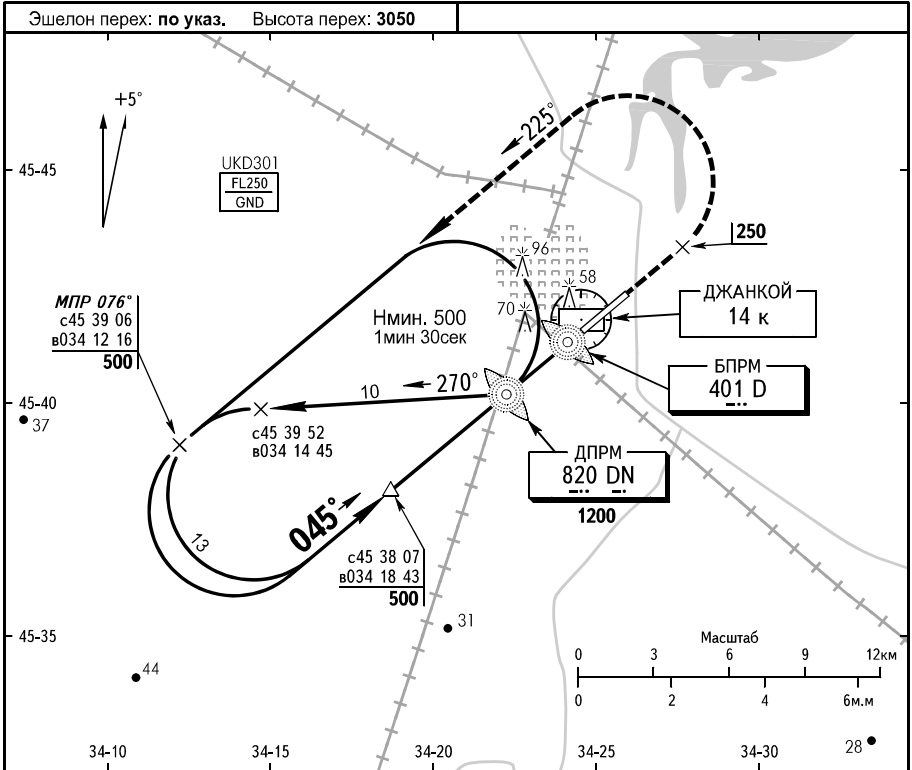 Эшелон перех: по указ. Высота перех: 3050
+5°
225°
45-45
UKD301
FL250
GND
250
96
58
70
МПР 076°
с45 39 06
в034 12 16
500
Нмин. 500
1мин 30сек
ДЖАНКОЙ
14 к
БПРМ
401 D
-··
270°
10
45-40
37
с45 39 52
в034 14 45
ДПРМ
820 DN
-·· -·
1200
045°
13
с45 38 07
в034 18 43
500
45-35
31
44
Масштаб
0 3 6 9 12км
0 2 4 6м.м
34-10 34-15 34-20 34-25 34-30
28